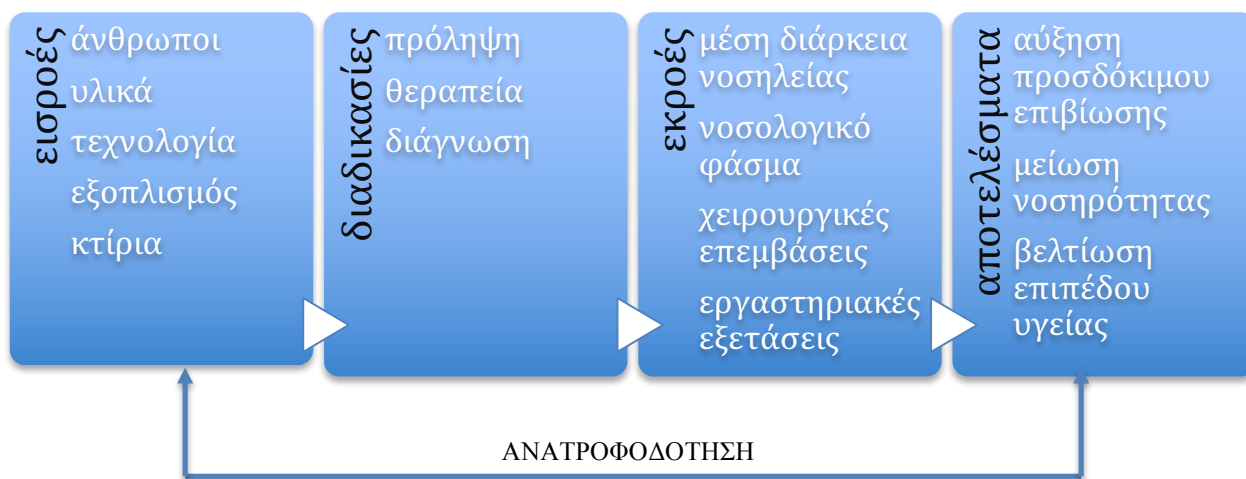 εισροές
άνθρωποι
υλικά
τεχνολογία
εξοπλισμός
κτίρια
διαδικασίες
πρόληψη
θεραπεία
διάγνωση
εκροές
μέση διάρκεια
νοσηλείας
νοσολογικό
φάσμα
χειρουργικές
επεμβάσεις
εργαστηριακές
εξετάσεις
αποτελέσματα
αύξηση
προσδόκιμου
επιβίωσης
μείωση
νοσηρότητας
βελτίωση
επιπέδου
υγείας
ΑΝΑΤΡΟΦΟΔΟΤΗΣΗ